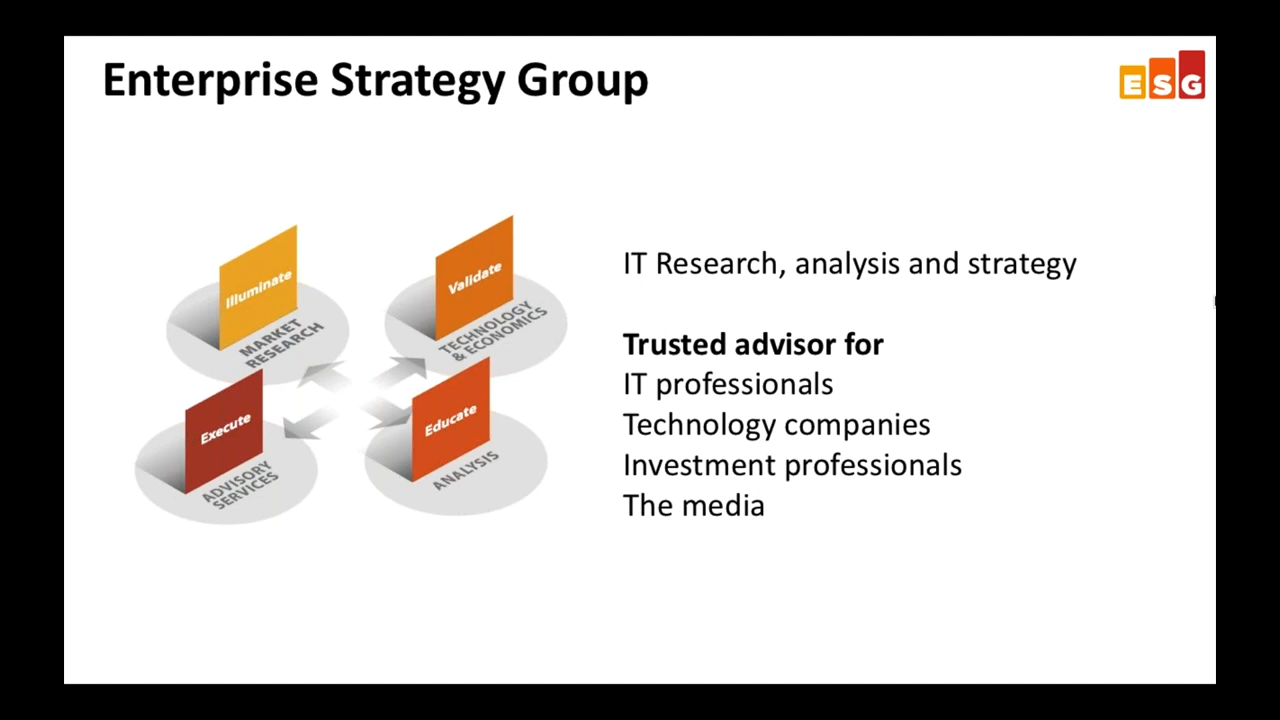 Enterprise Strategy Group
ESG
Illuminate
MARKET
RESEARCH
Validate
TECHNOLOGY
& ECONOMICS
Execute
ADVISORY
SERVICES
Educate
ANALYSIS
IT Research, analysis and strategy
Trusted advisor for
IT professionals
Technology companies
Investment professionals
The media